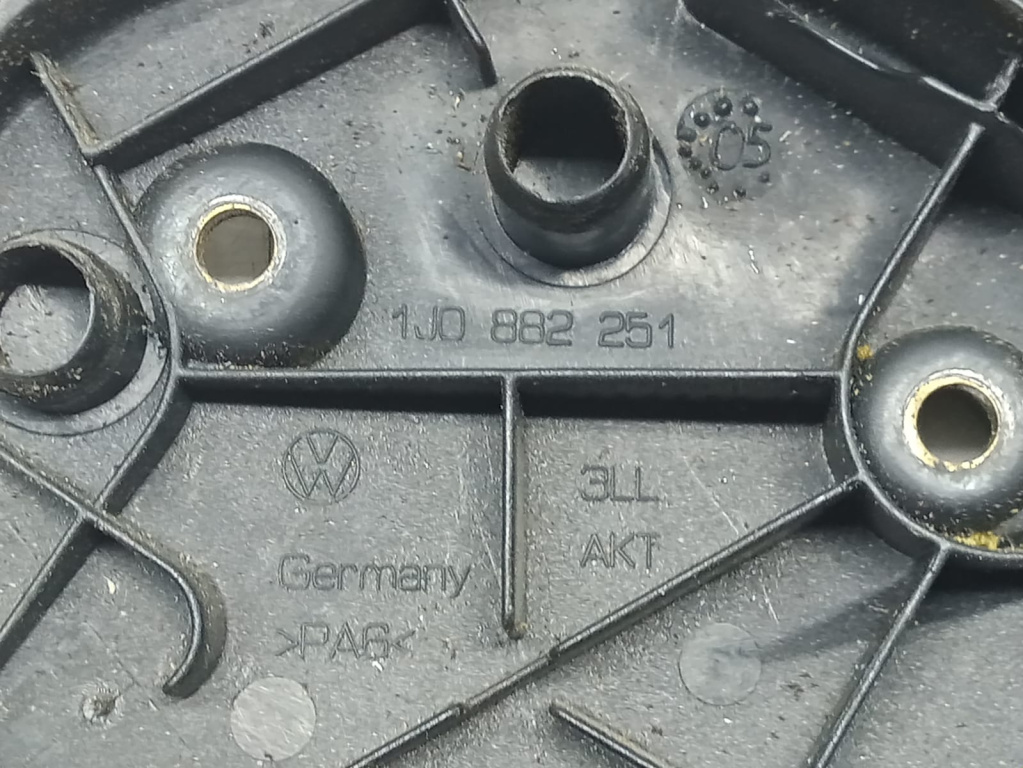 05
1J0 882 251
3LL
AKT
Germany
>PA6<